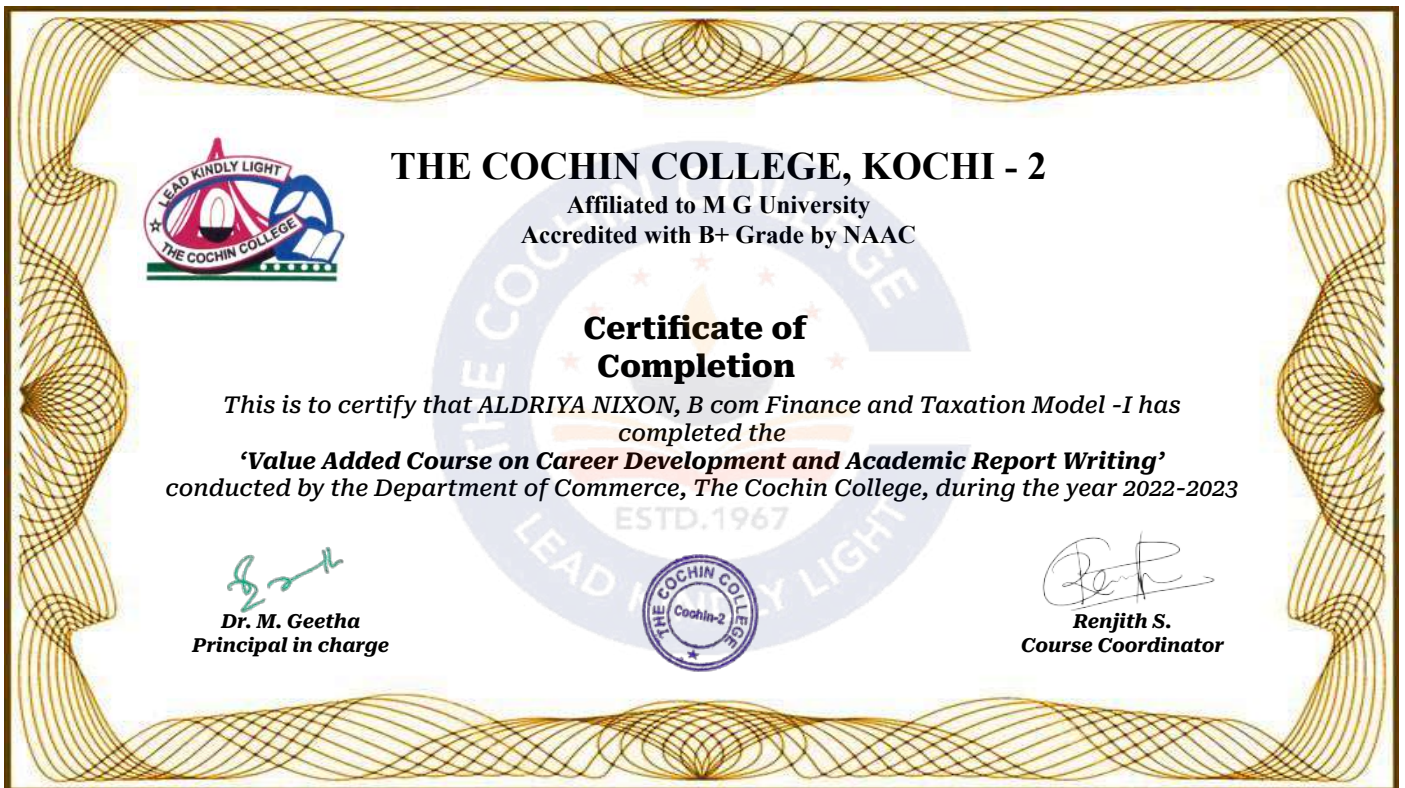 LEAD KINDLY LIGHT
THE COCHIN COLLEGE
THE COCHIN COLLEGE, KOCHI - 2
Affiliated to M G University
Accredited with B+ Grade by NAAC
THE COCHIN COLLEGE
Certificate of
Completion
This is to certify that ALDRIYA NIXON, B com Finance and Taxation Model -I has
completed the
‘Value Added Course on Career Development and Academic Report Writing’
conducted by the Department of Commerce, The Cochin College, during the year 2022-2023
ESTD.1967
LEAD KINDLY LIGHT
THE COCHIN COLLEGE
Cochin-2
Dr. M. Geetha
Principal in charge
Renjith S.
Course Coordinator